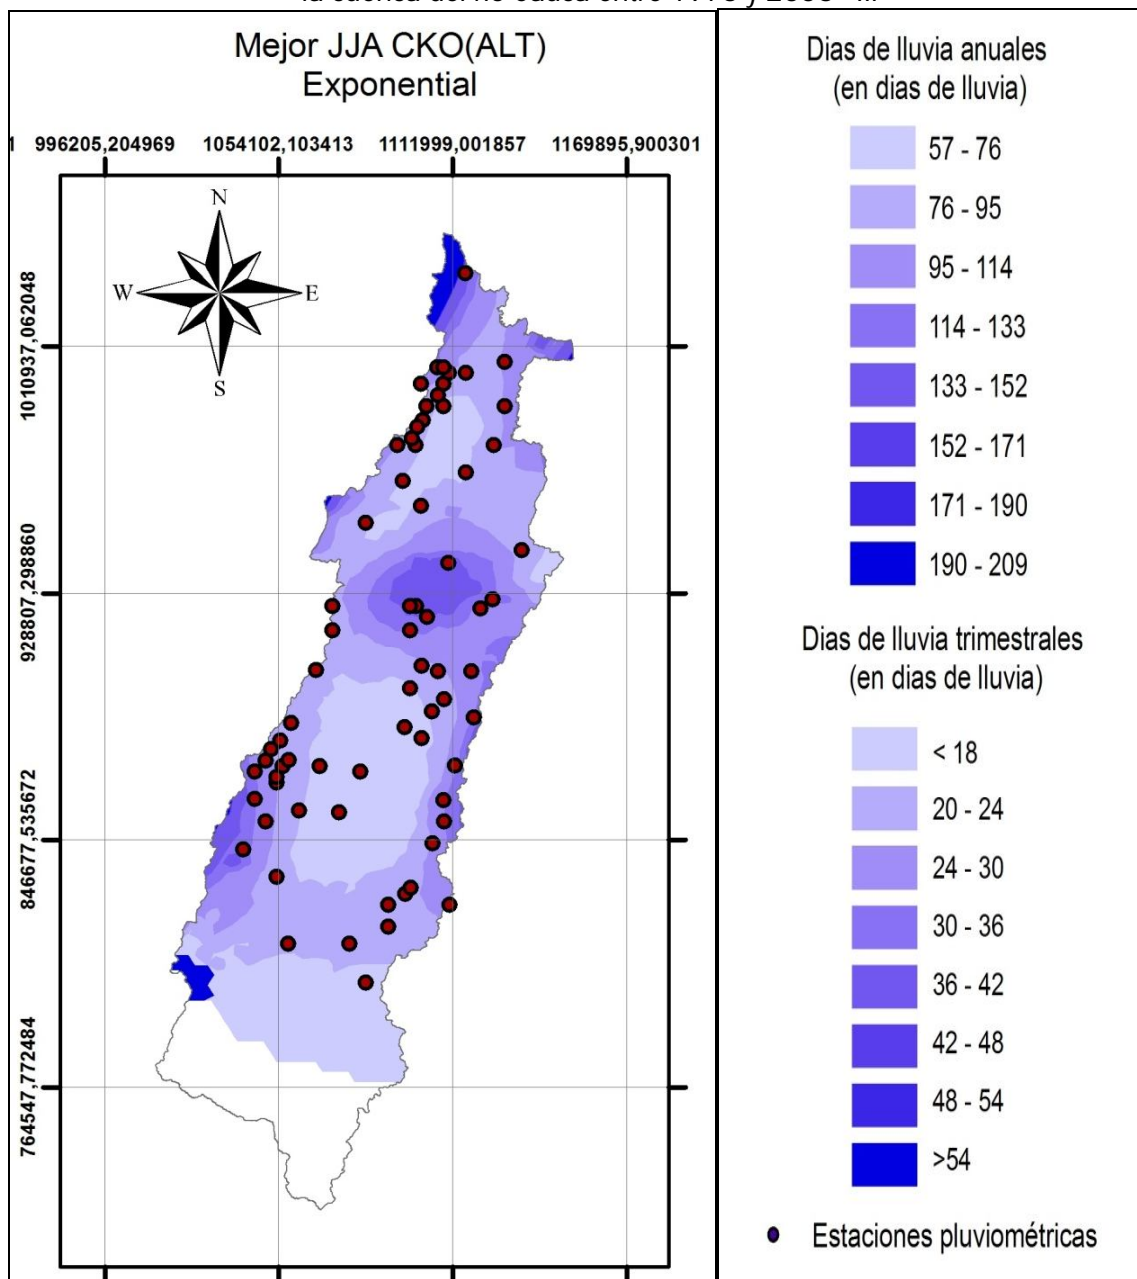 Mejor JJA CKO(ALT)
Exponential
996205,204969 1054102,103413 1111999,001857 1169895,900301
N
W E
S
1010937,062048
928807,298860
846677,535672
764547,772484
Dias de lluvia anuales
(en dias de lluvia)
57 - 76
76 - 95
95 - 114
114 - 133
133 - 152
152 - 171
171 - 190
190 - 209
Dias de lluvia trimestrales
(en dias de lluvia)
< 18
20 - 24
24 - 30
30 - 36
36 - 42
42 - 48
48 - 54
>54
Estaciones pluviométricas